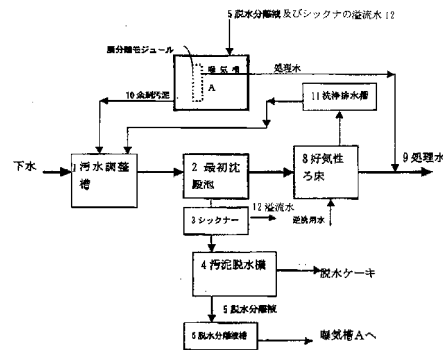 5 脱水分離液及びシックナの溢流水 12
膜分離モジュール
曝気槽
A
処理水
10 余剰汚泥
11 洗浄排水槽
下水
1 汚水調整槽
2 最初沈殿池
8 好気性ろ床
9 処理水
12 溢流水
逆洗用水
3 シックナー
4 汚泥脱水機
脱水ケーキ
5 脱水分離液
6 脱水分離液槽
曝気槽Aへ